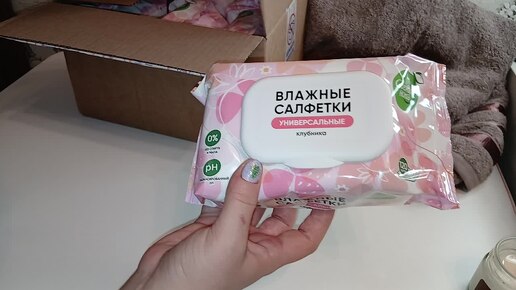 ВЛАЖНЫЕ
САЛФЕТКИ
УНИВЕРСАЛЬНЫЕ
клубника
0%
pH